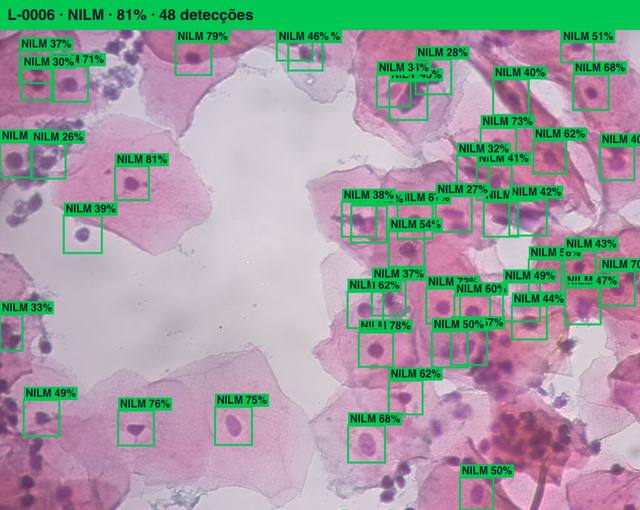 L-0006 · NILM · 81% · 48 detecções
NILM 79%
NILM 46%
%
NILM 51%
NILM 37%
NILM 30%
71%
NILM 28%
NILM 40%
NILM 68%
NILM 73%
NILM 62%
NILM
NILM 26%
NILM 32%
41%
NILM 81%
NILM 38%
NILM 27%
NILM 42%
NILM 39%
NILM 54%
NILM 43%
NILM 37%
NILM 49%
47%
NILM 62%
NILM 60%
NILM 44%
NILM 33%
NILM 78%
NILM 50%
NILM 62%
NILM 49%
NILM 76%
NILM 75%
NILM 68%
NILM 50%